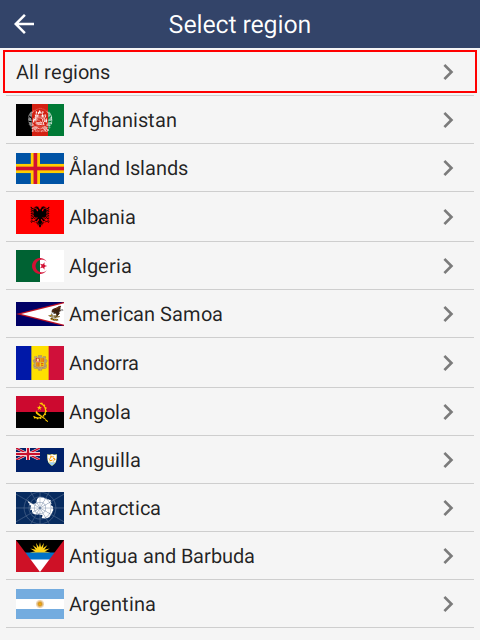 Select region
All regions
Afghanistan
Åland Islands
Albania
Algeria
American Samoa
Andorra
Angola
Anguilla
Antarctica
Antigua and Barbuda
Argentina